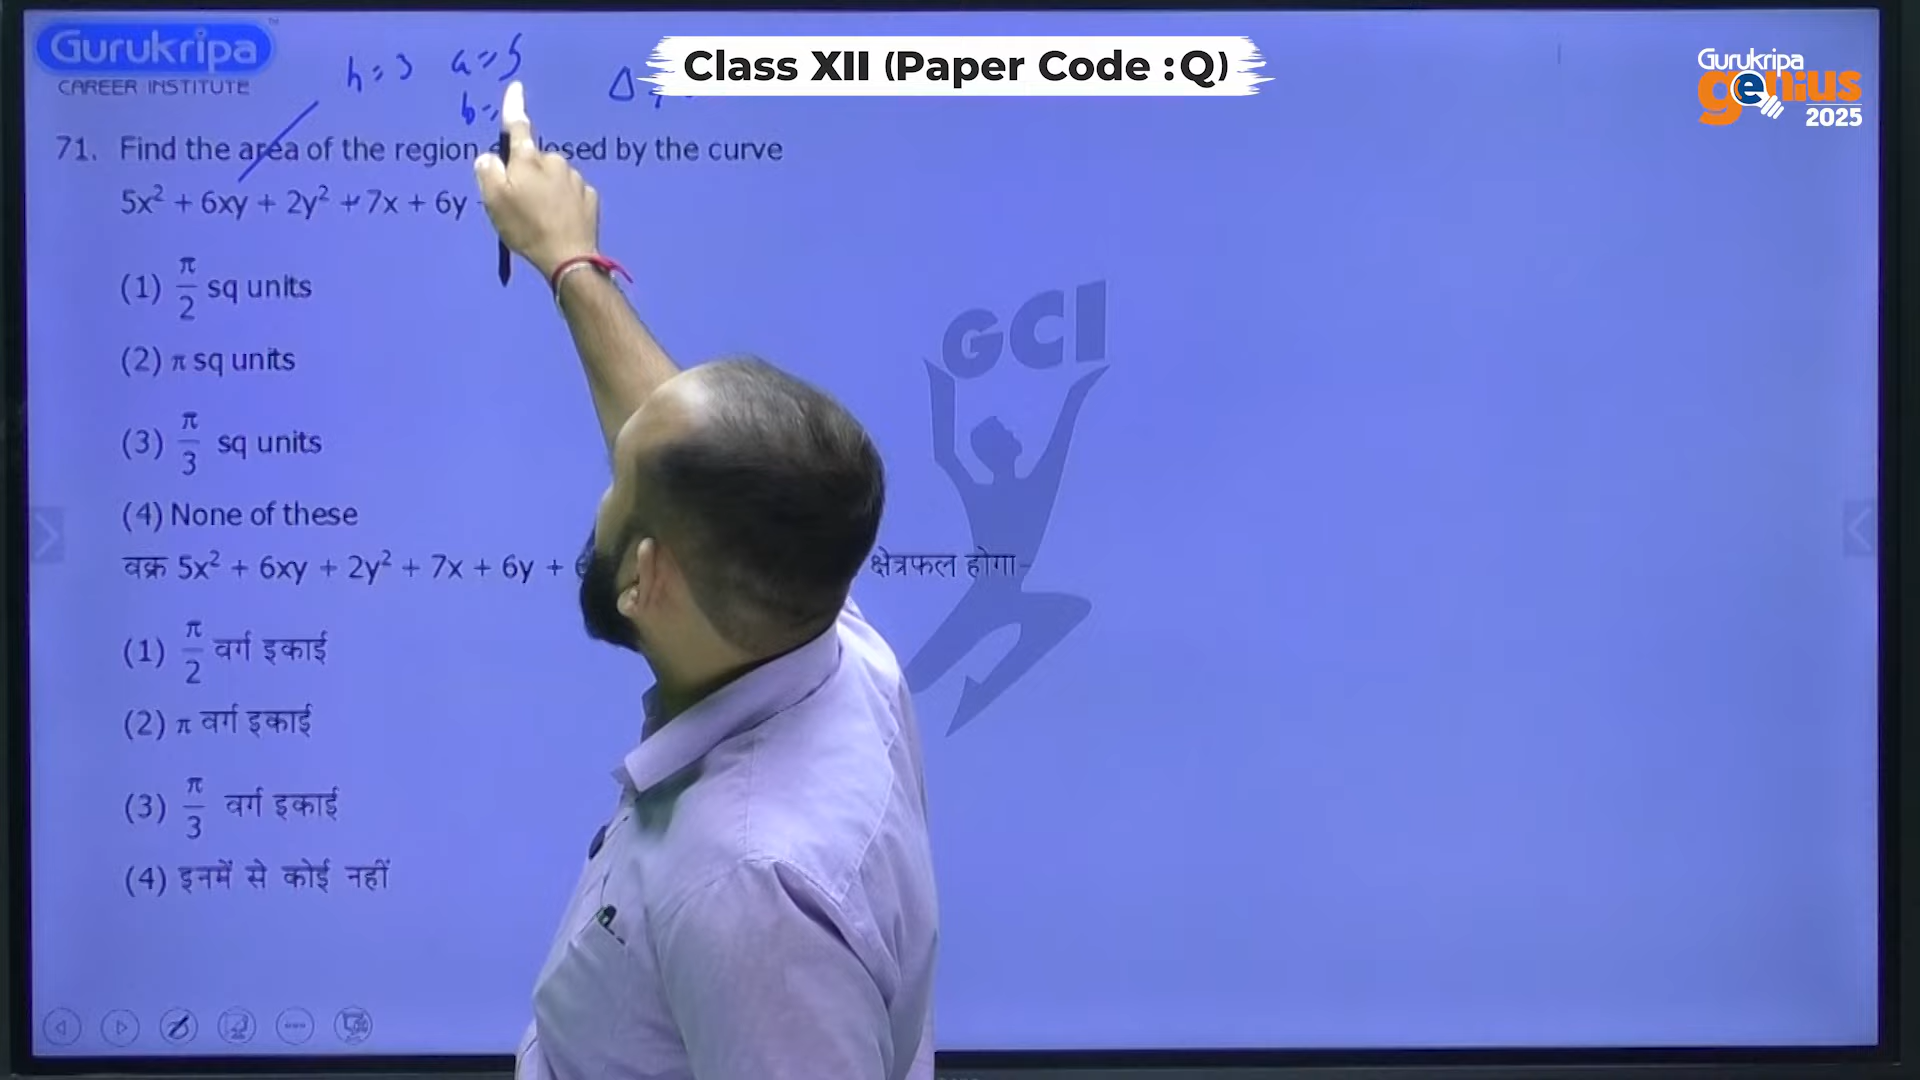 Gurukripa
CAREER INSTITUTE
h = 3 a = 5
b =
Δ ≠
Class XII (Paper Code :Q)
Gurukripa
genius
2025
71. Find the area of the region by the curve
5x² + 6xy + 2y² + 7x + 6y
(1) π/2 sq units
(2) π sq units
(3) π/3 sq units
(4) None of these
वक्र 5x² + 6xy + 2y² + 7x + 6y + क्षेत्रफल होगा-
(1) π/2 वर्ग इकाई
(2) π वर्ग इकाई
(3) π/3 वर्ग इकाई
(4) इनमें से कोई नहीं
GCI